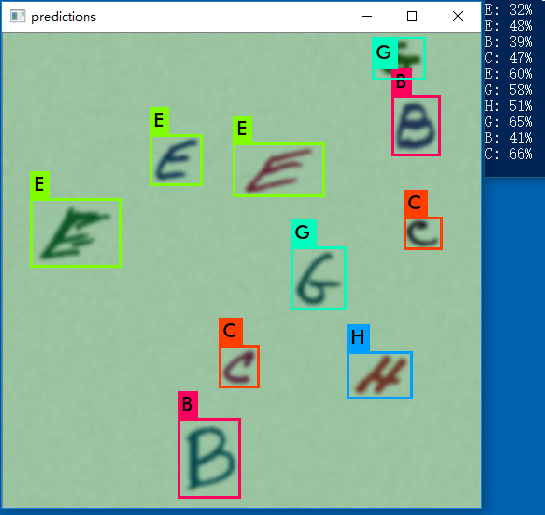 predictions
E: 32%
E: 48%
B: 39%
C: 47%
E: 60%
G: 58%
H: 51%
G: 65%
B: 41%
C: 66%
G
B
B
E
E
E
E
E
E
C
C
G
G
C
C
H
H
B
B